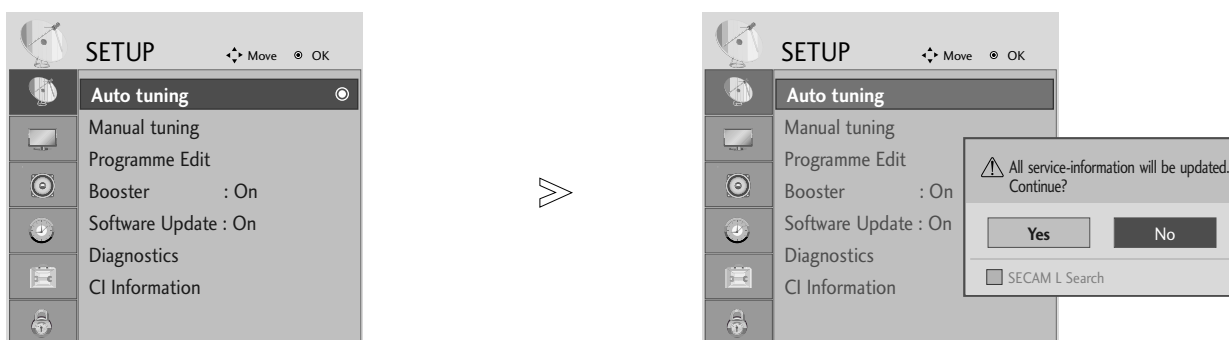 SETUP Move OK
Auto tuning
Manual tuning
Programme Edit
Booster : On
Software Update : On
Diagnostics
CI Information
SETUP Move OK
Auto tuning
Manual tuning
Programme Edit
Booster : On
Software Update : On
Diagnostics
CI Information
All service-information will be updated.
Continue?
Yes No
SECAM L Search